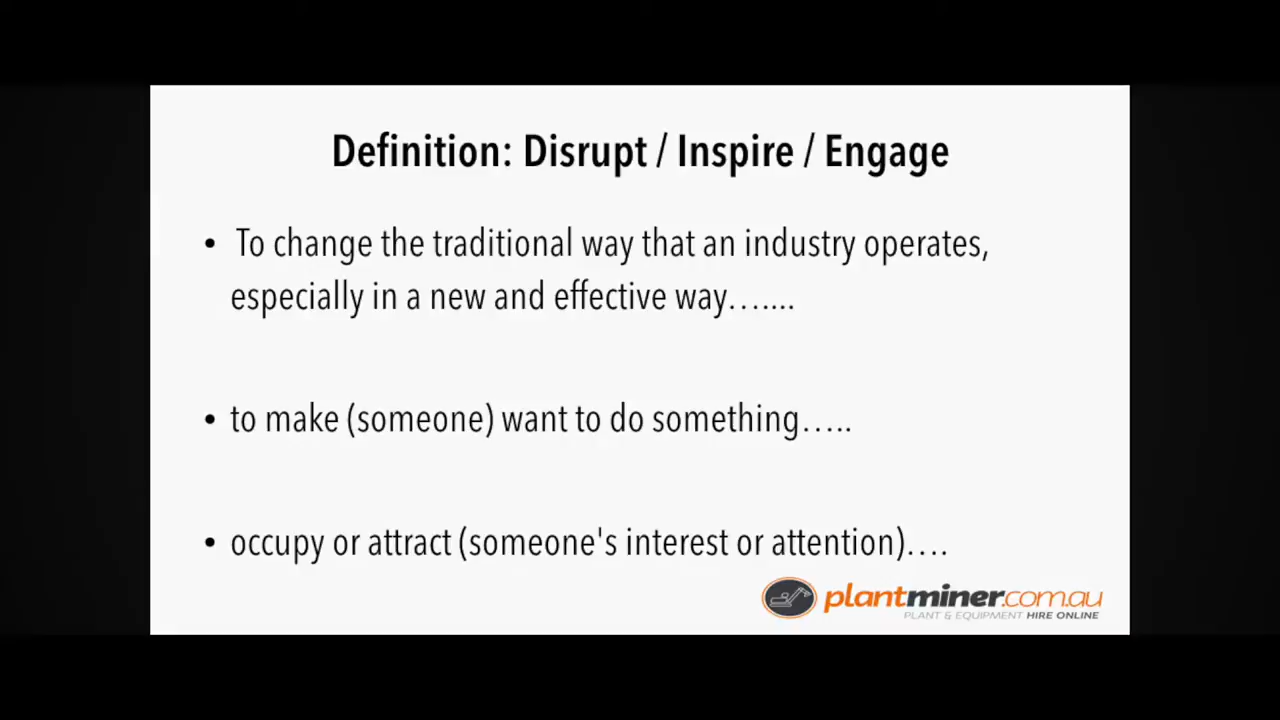 Definition: Disrupt / Inspire / Engage
• To change the traditional way that an industry operates,
especially in a new and effective way…....
• to make (someone) want to do something…..
• occupy or attract (someone's interest or attention)….
plantminer.com.au
PLANT & EQUIPMENT HIRE ONLINE